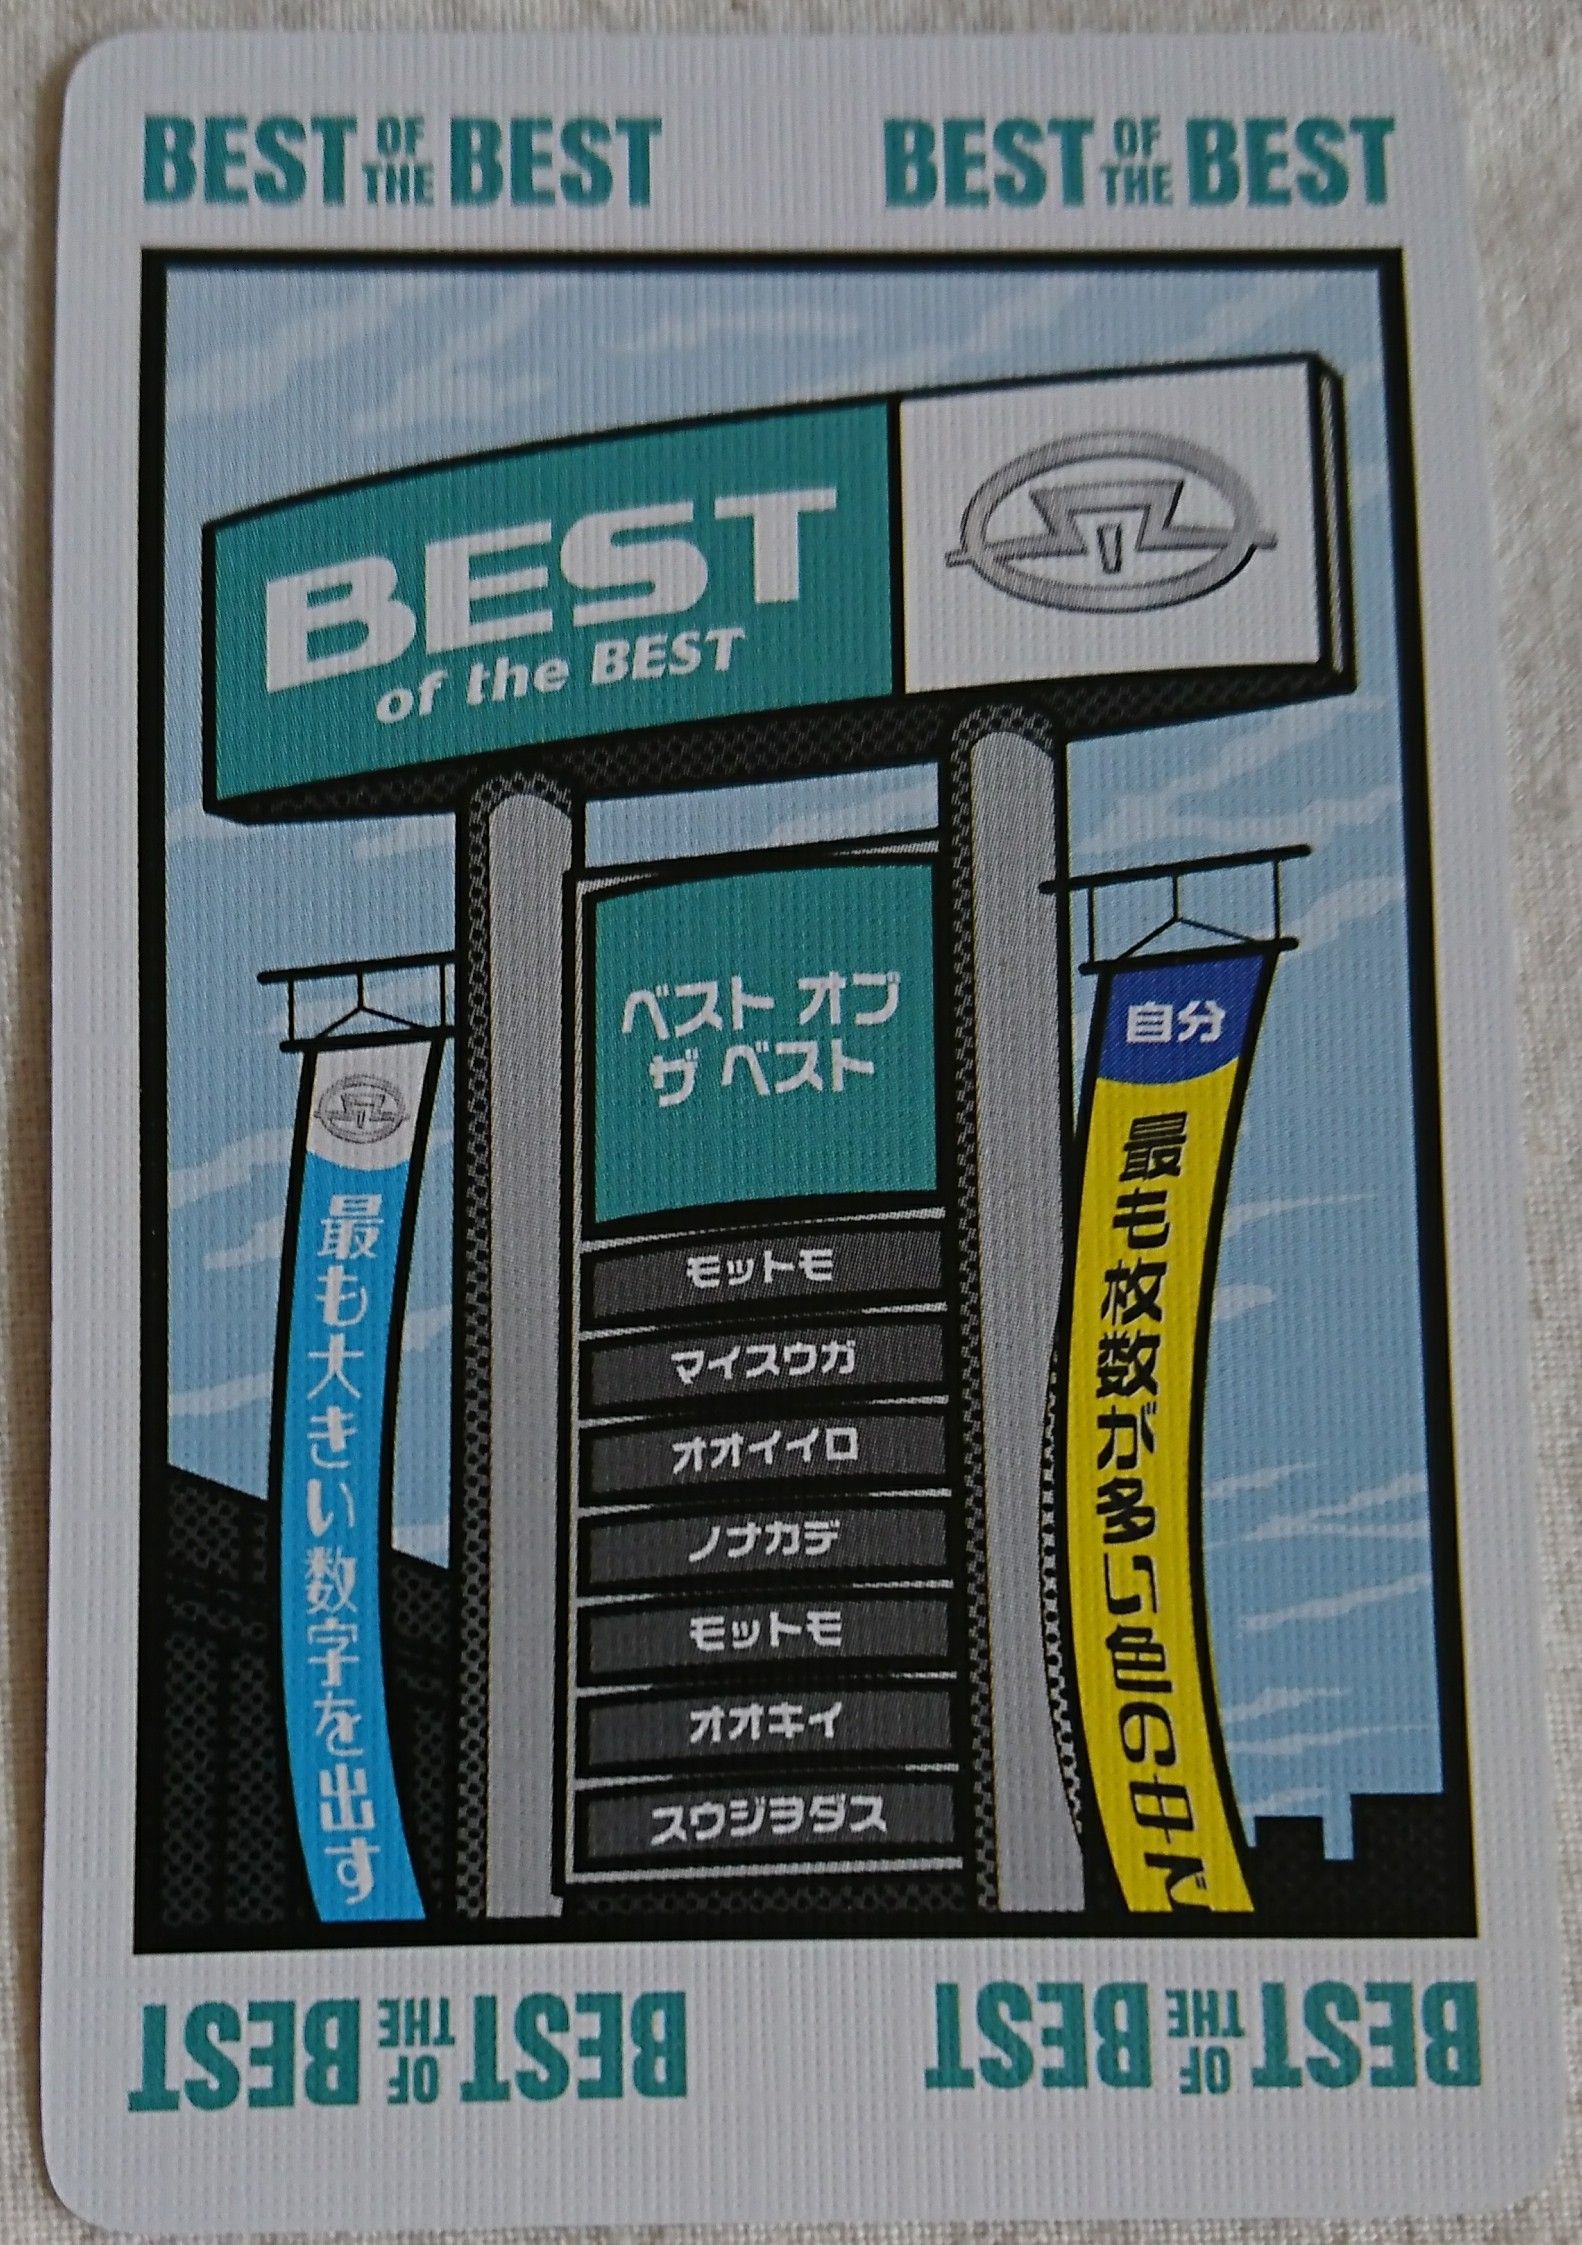 BEST OF THE BEST
BEST OF THE BEST
BEST
of the BEST
ベスト オブ
ザ ベスト
モットモ
マイスウガ
オオイイロ
ノナカデ
モットモ
オオキイ
スウジヲダス
自分
最も枚数が多い色の中で
最も大きい数字を出す
BEST OF THE BEST
BEST OF THE BEST